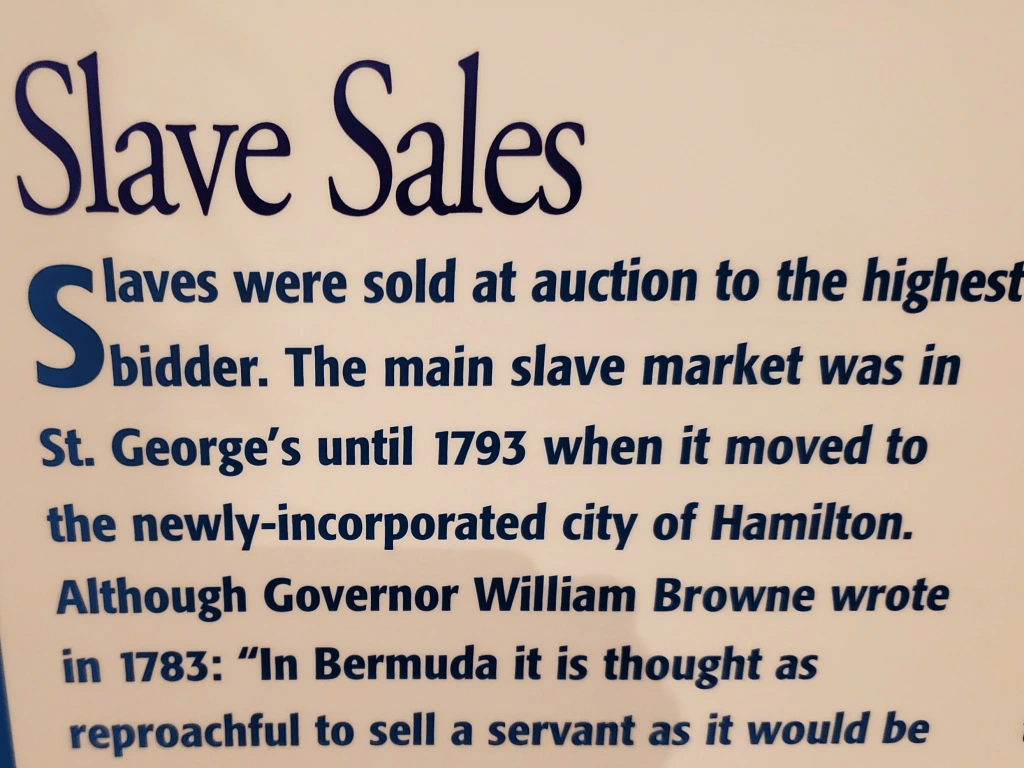 Slave Sales
Slaves were sold at auction to the highest
bidder. The main slave market was in
St. George's until 1793 when it moved to
the newly-incorporated city of Hamilton.
Although Governor William Browne wrote
in 1783: "In Bermuda it is thought as
reproachful to sell a servant as it would be